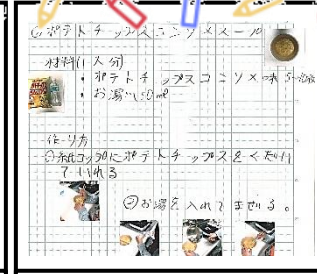 ポテトチップスコンソメスープ
材料(1人分)
・ポテトチップスコンソメ味 5~6枚
・お湯 150ml
作り方
①紙コップにポテトチップスをくだい
ていれる
②お湯を入れてまぜる。